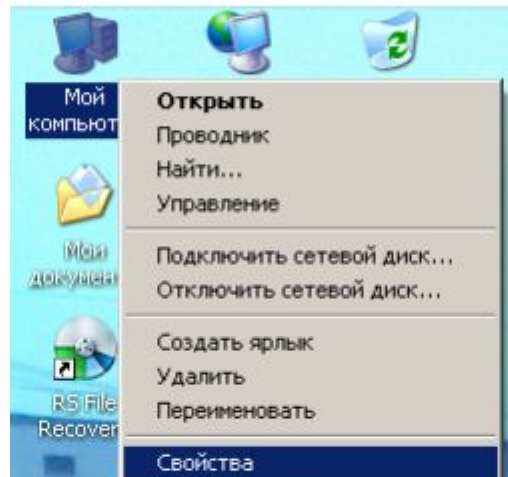 Мой
компьют
Открыть
Проводник
Найти...
Управление
Мои
докумен
Подключить сетевой диск...
Отключить сетевой диск...
Создать ярлык
Удалить
Переименовать
RS File
Recover
Свойства